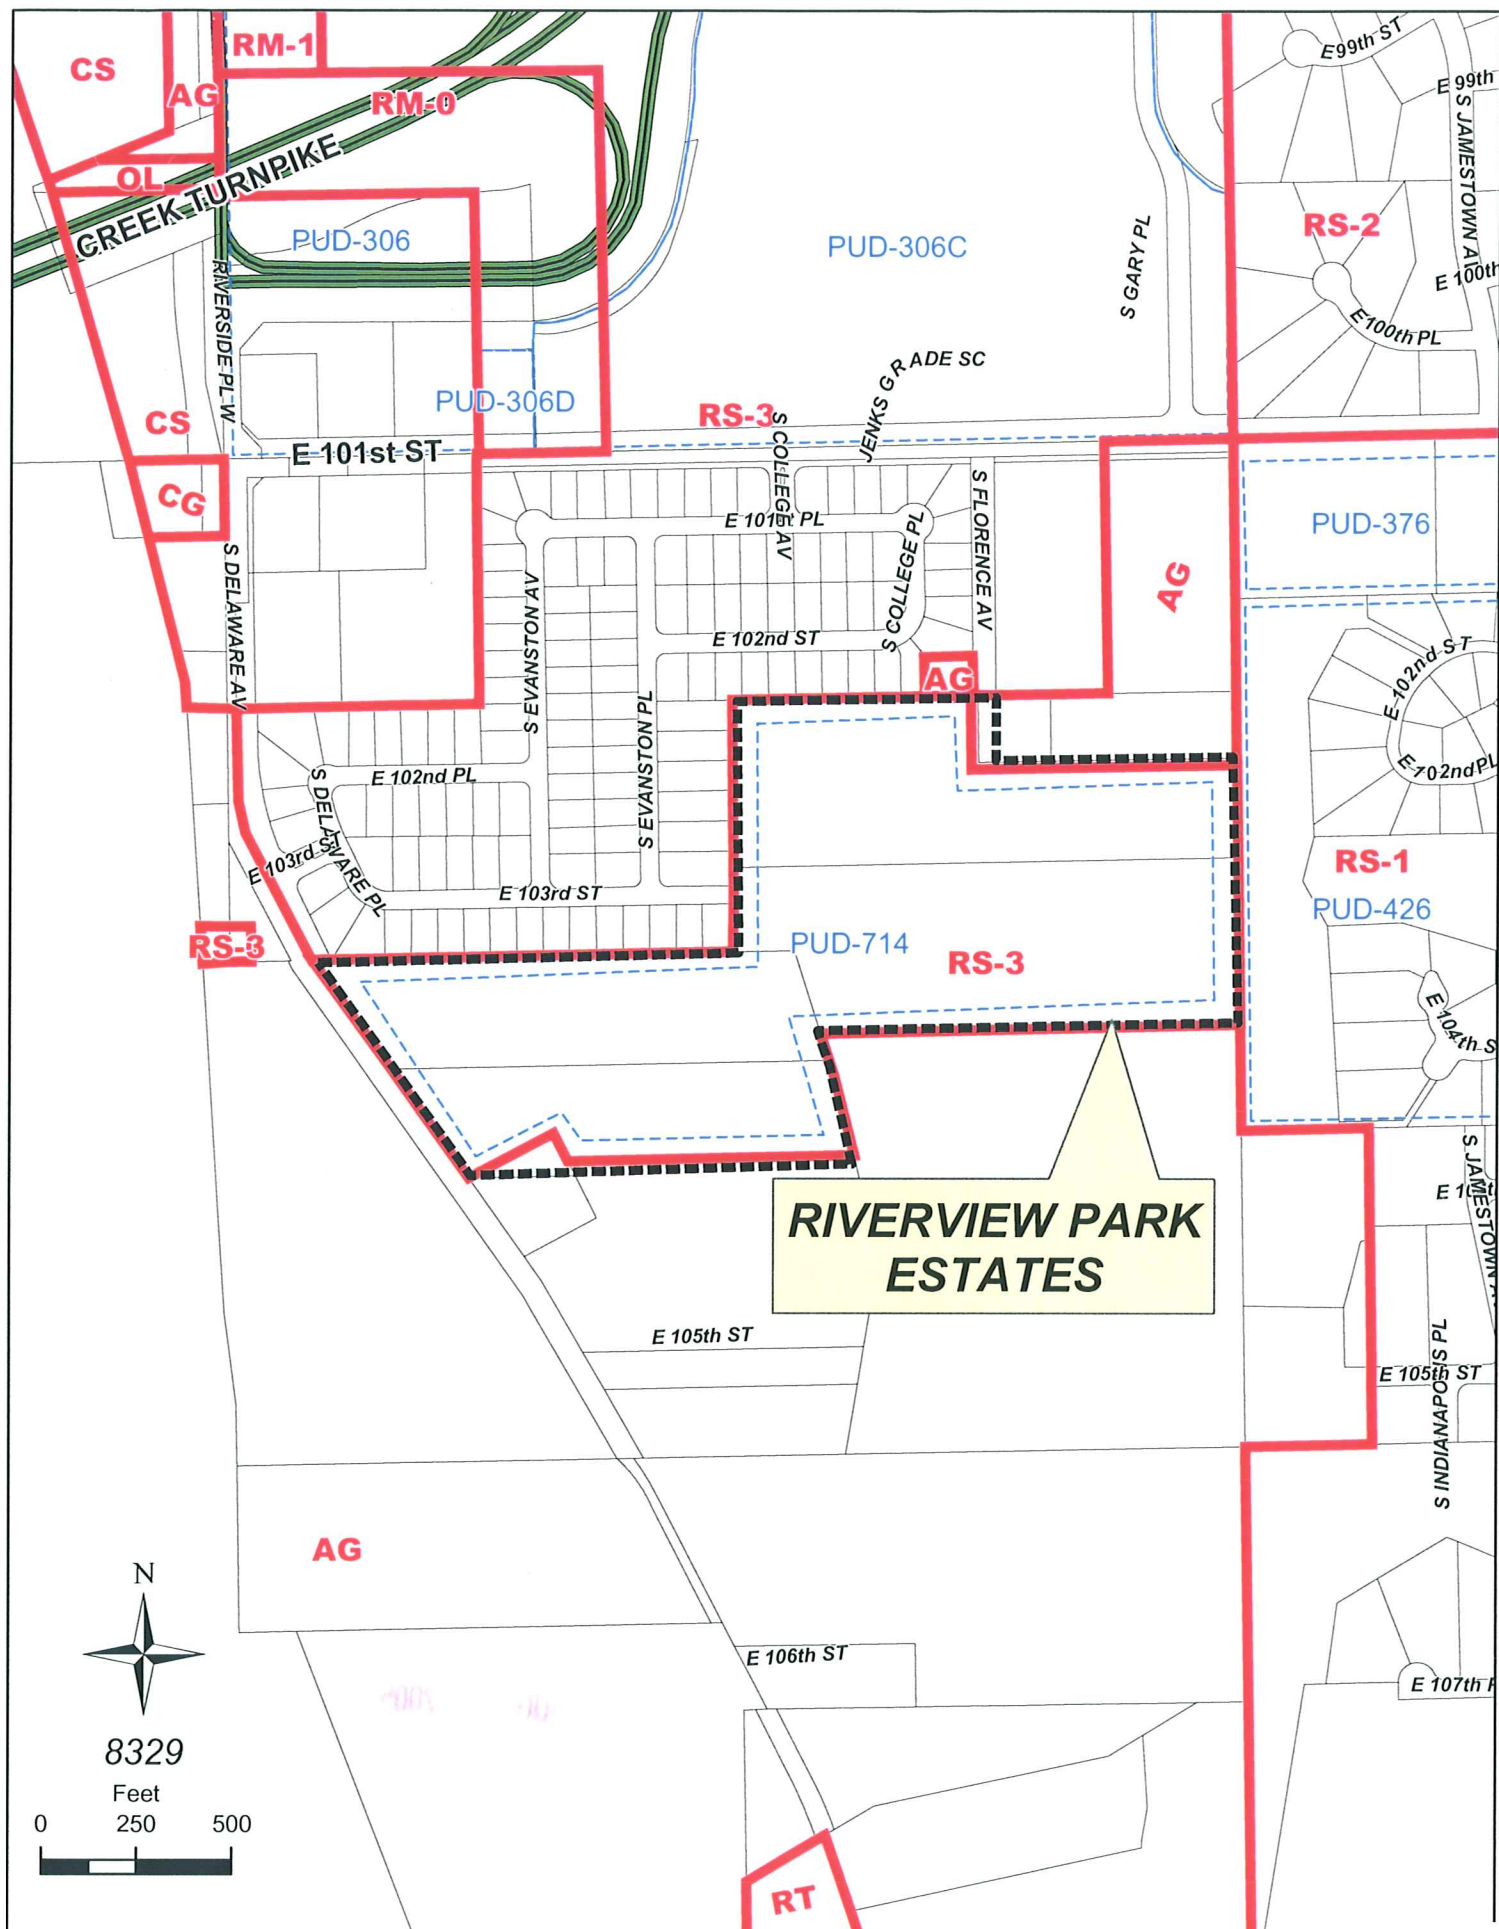 CS
AG
RM-1
RM-0
OL
CREEK TURNPIKE
PUD-306
PUD-306C
S GARY PL
E 99th ST
E 99th
S JAMESTOWN AV
RS-2
E 100th
E 100th PL
RIVERSIDE PL W
PUD-306D
JENKS GRADE SC
CS
RS-3
E 101st ST
CG
S COLLEGE AV
E 101st PL
S COLLEGE PL
S FLORENCE AV
PUD-376
AG
S DELAWARE AV
S EVANSTON AV
E 102nd ST
AG
E 102nd ST
E 102nd PL
S EVANSTON PL
E 102nd PL
S DELAWARE PL
E 103rd ST
E 103rd ST
RS-1
PUD-426
RS-3
PUD-714
RS-3
E 104th S
RIVERVIEW PARK
ESTATES
S JAMESTOWN A
E 105th ST
E 105th ST
S INDIANAPOLIS PL
AG
N
E 106th ST
E 107th P
8329
Feet
0 250 500
RT